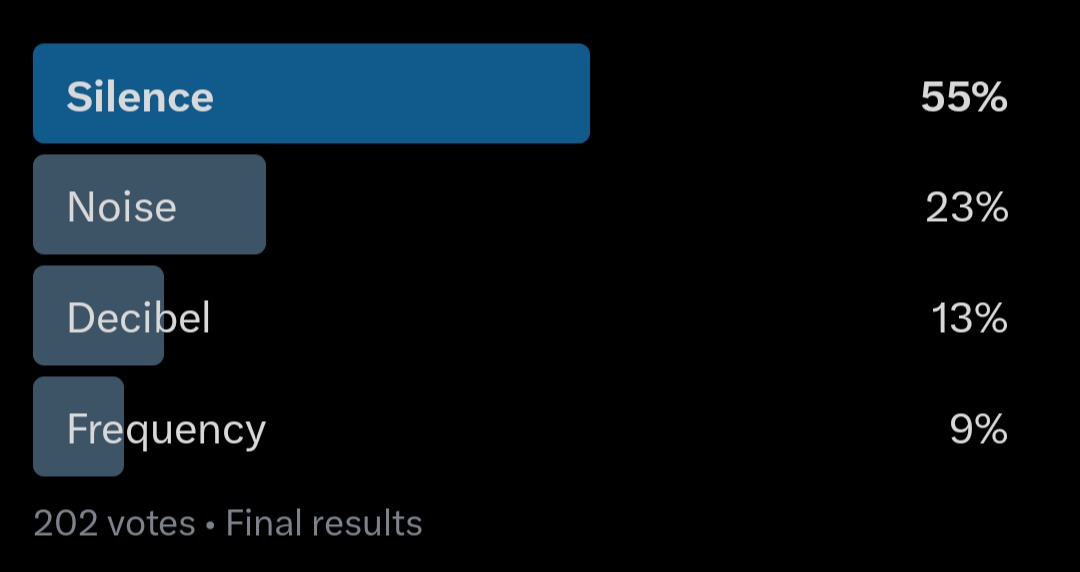 Silence 55%
Noise 23%
Decibel 13%
Frequency 9%
202 votes • Final results